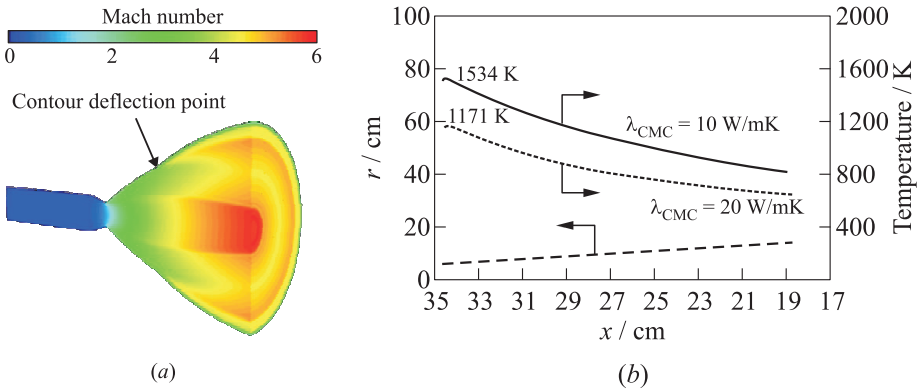 Mach number
0 2 4 6
Contour deflection point
(a)
r / cm
100
80
60
40
20
0
1534 K
1171 K
λCMC = 10 W/mK
λCMC = 20 W/mK
2000
1600
1200
800
400
Temperature / K
35 33 31 29 27 25 23 21 19 17
x / cm
(b)